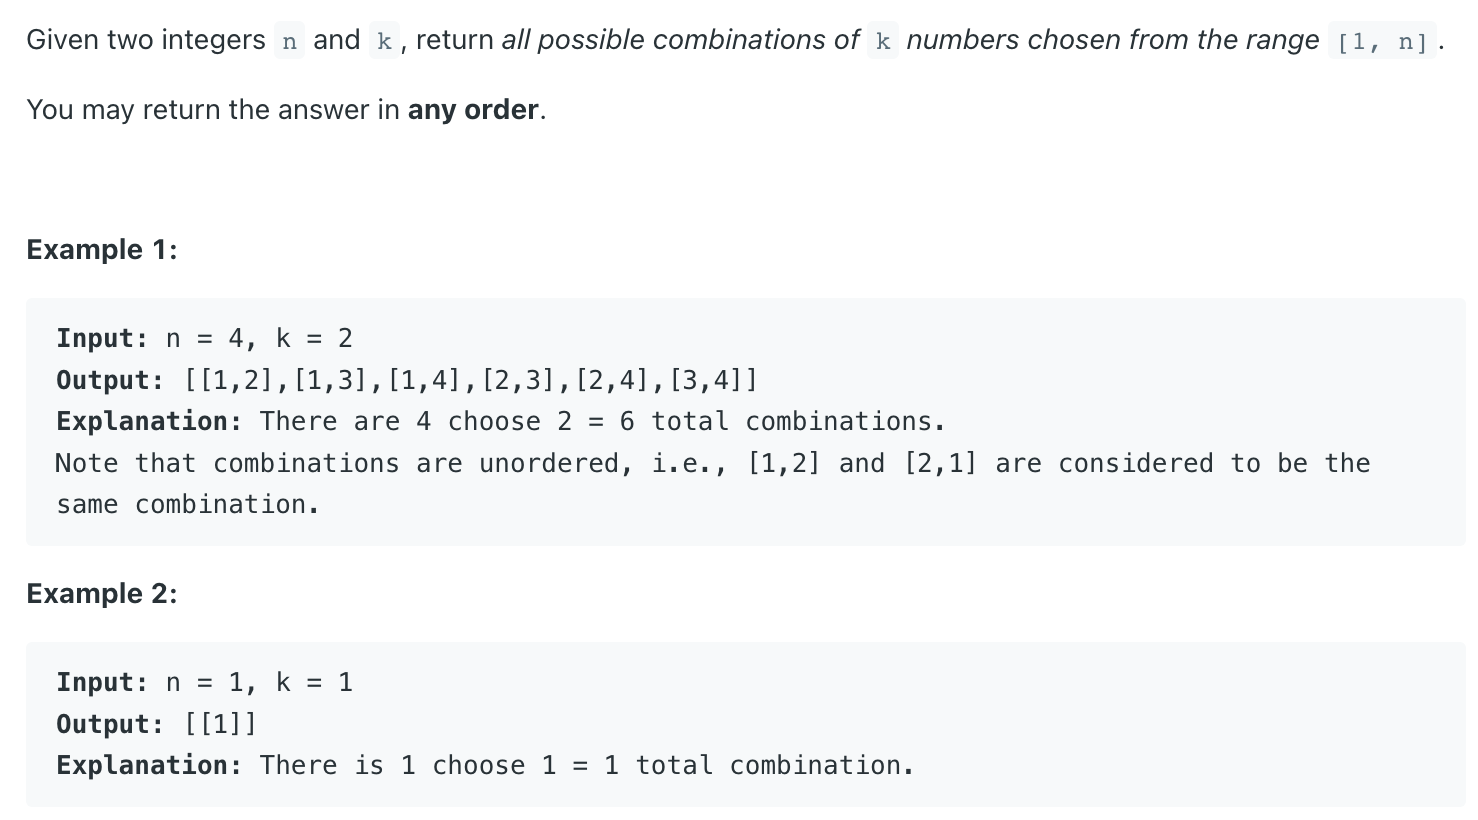 Given two integers n and k, return all possible combinations of k numbers chosen from the range [1, n].
You may return the answer in any order.
Example 1:
Input: n = 4, k = 2
Output: [[1,2],[1,3],[1,4],[2,3],[2,4],[3,4]]
Explanation: There are 4 choose 2 = 6 total combinations.
Note that combinations are unordered, i.e., [1,2] and [2,1] are considered to be the
same combination.
Example 2:
Input: n = 1, k = 1
Output: [[1]]
Explanation: There is 1 choose 1 = 1 total combination.